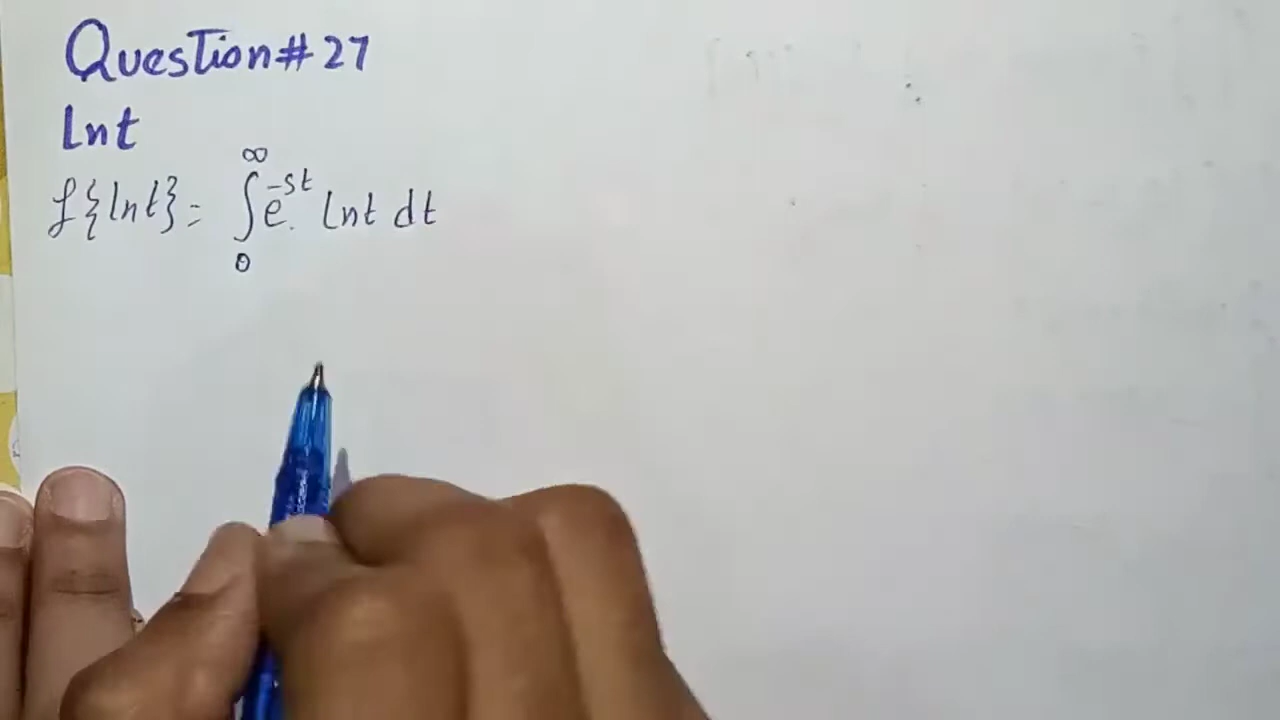 Question#27
Lnt
ℒ{lnt} = ∫₀^∞ e^-st Lnt dt